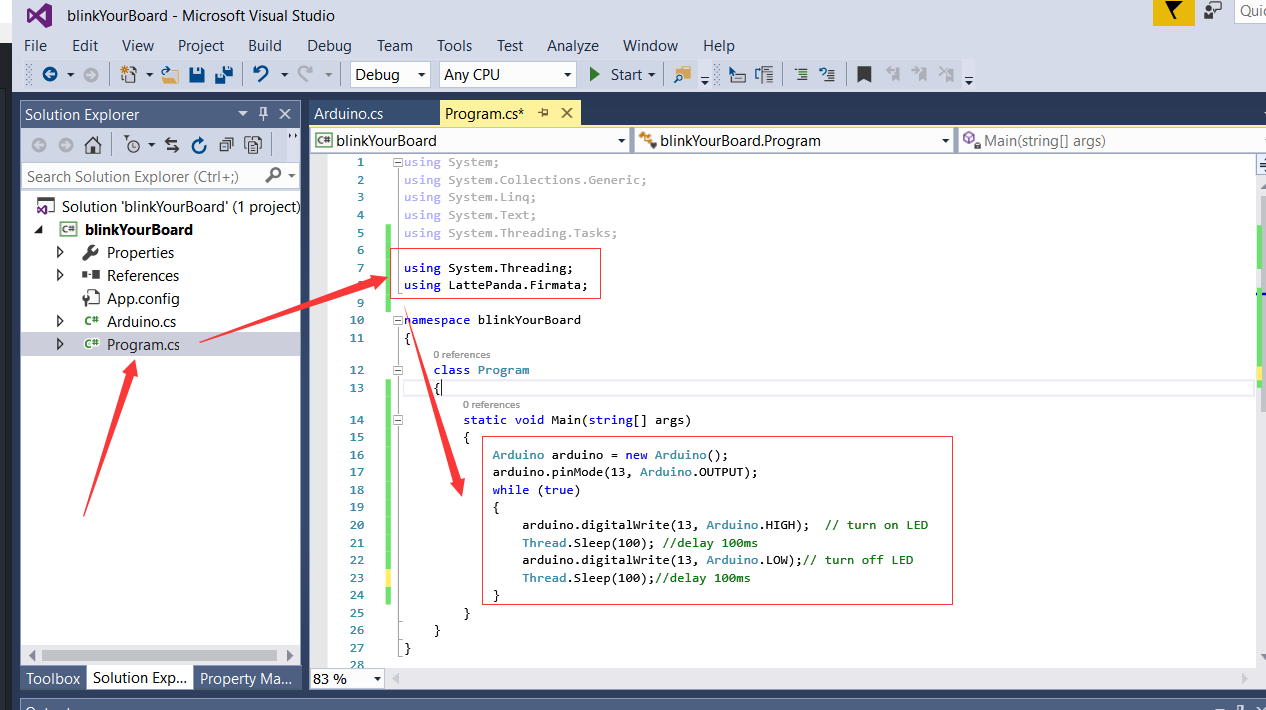 blinkYourBoard - Microsoft Visual Studio
Quic
File Edit View Project Build Debug Team Tools Test Analyze Window Help
Debug Any CPU Start
Solution Explorer
Arduino.cs Program.cs*
C# blinkYourBoard blinkYourBoard.Program Main(string[] args)
Search Solution Explorer (Ctrl+;)
Solution 'blinkYourBoard' (1 project)
C# blinkYourBoard
Properties
References
App.config
C# Arduino.cs
C# Program.cs
1 using System;
2 using System.Collections.Generic;
3 using System.Linq;
4 using System.Text;
5 using System.Threading.Tasks;
6
7 using System.Threading;
using LattePanda.Firmata;
9
10 namespace blinkYourBoard
11 {
0 references
12 class Program
13 {
0 references
14 static void Main(string[] args)
15 {
16 Arduino arduino = new Arduino();
17 arduino.pinMode(13, Arduino.OUTPUT);
18 while (true)
19 {
20 arduino.digitalWrite(13, Arduino.HIGH); // turn on LED
21 Thread.Sleep(100); //delay 100ms
22 arduino.digitalWrite(13, Arduino.LOW);// turn off LED
23 Thread.Sleep(100);//delay 100ms
24 }
25 }
26 }
27 }
28
Toolbox Solution Exp... Property Ma...
83 %